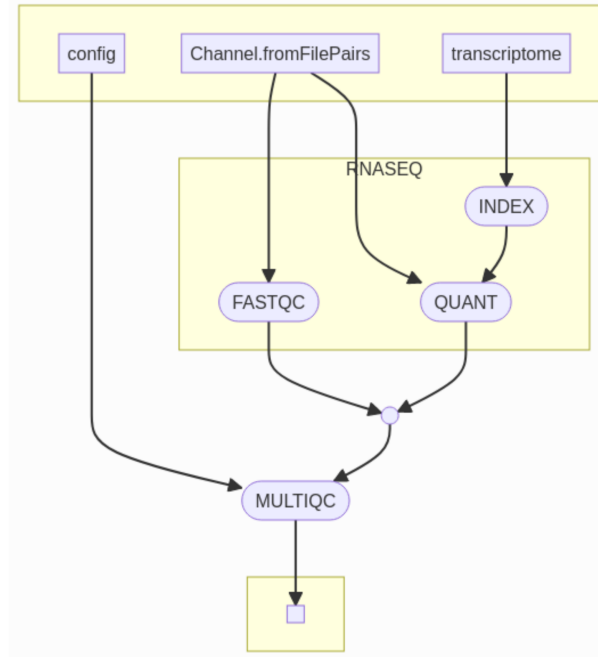 config
Channel.fromFilePairs
transcriptome
RNASEQ
INDEX
FASTQC
QUANT
MULTIQC